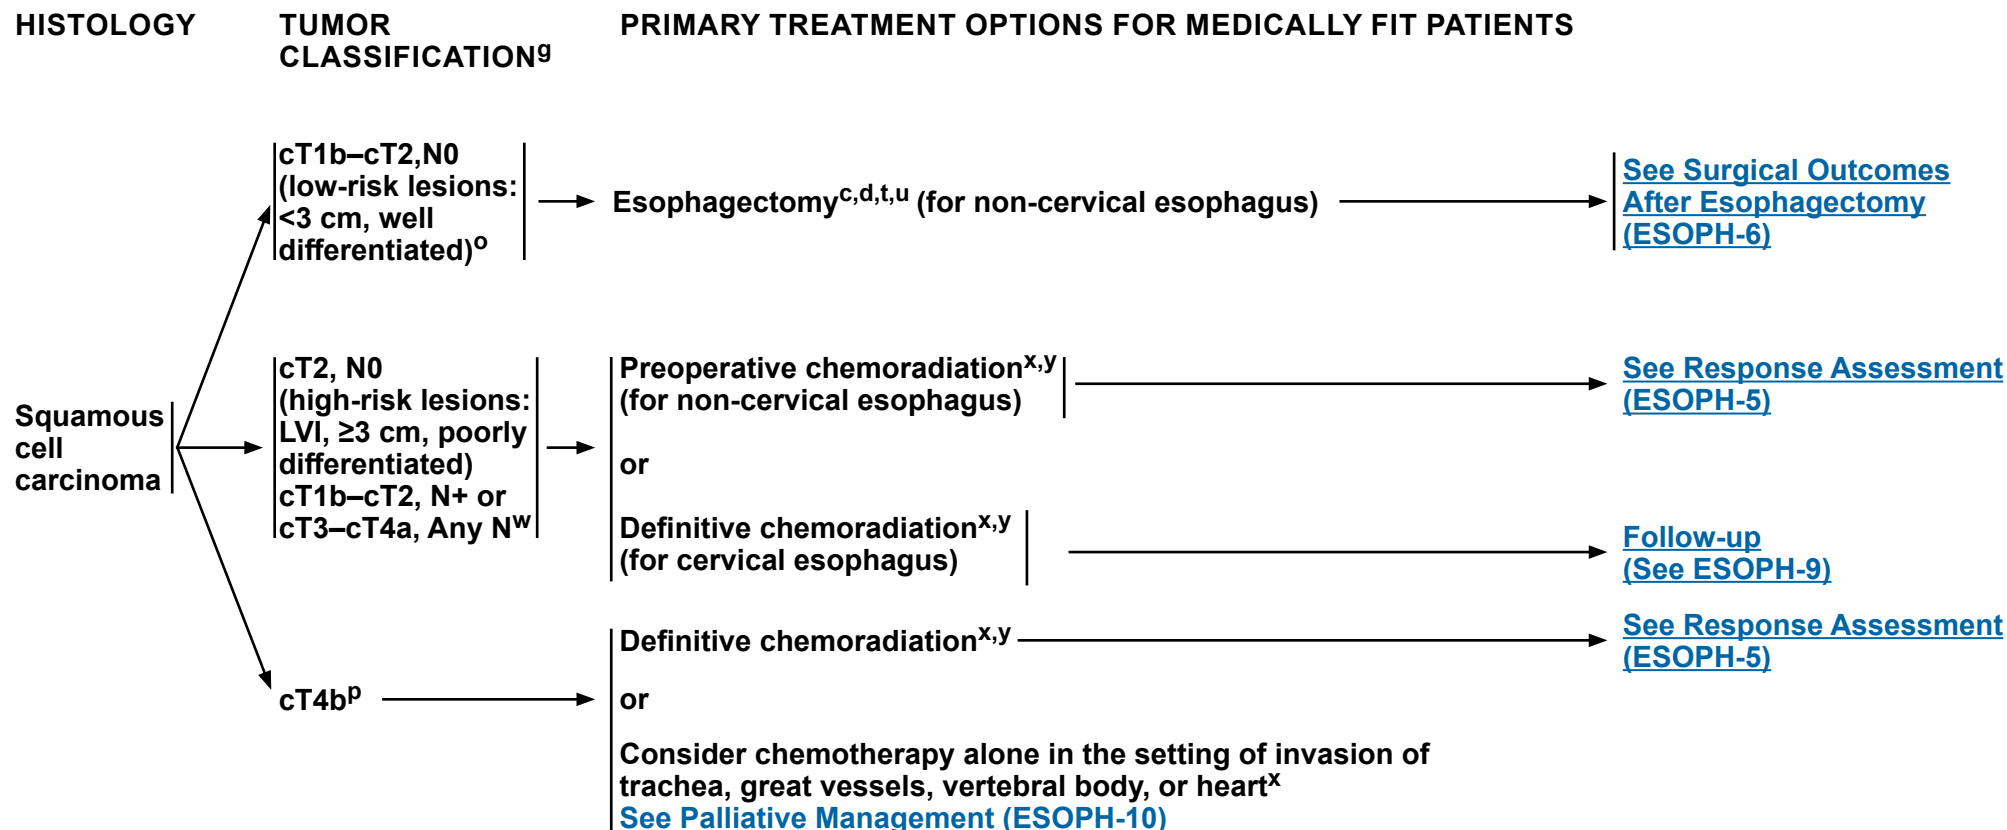 HISTOLOGY
TUMOR
CLASSIFICATIONg
PRIMARY TREATMENT OPTIONS FOR MEDICALLY FIT PATIENTS
Squamous
cell
carcinoma
cT1b–cT2,N0
(low-risk lesions:
<3 cm, well
differentiated)o
Esophagectomyc,d,t,u (for non-cervical esophagus)
See Surgical Outcomes
After Esophagectomy
(ESOPH-6)
cT2, N0
(high-risk lesions:
LVI, ≥3 cm, poorly
differentiated)
cT1b–cT2, N+ or
cT3–cT4a, Any Nw
Preoperative chemoradiationx,y
(for non-cervical esophagus)
See Response Assessment
(ESOPH-5)
or
Definitive chemoradiationx,y
(for cervical esophagus)
Follow-up
(See ESOPH-9)
cT4bp
Definitive chemoradiationx,y
See Response Assessment
(ESOPH-5)
or
Consider chemotherapy alone in the setting of invasion of
trachea, great vessels, vertebral body, or heartx
See Palliative Management (ESOPH-10)